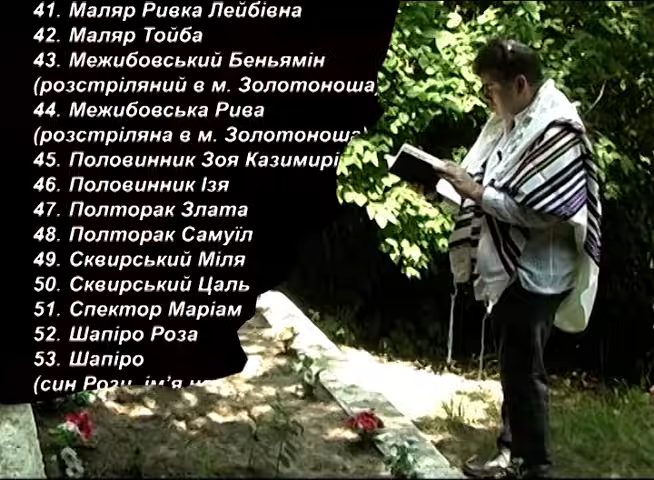 41. Маляр Ривка Лейбівна
42. Маляр Тойба
43. Межибовський Беньямін
(розстріляний в м. Золотоноша)
44. Межибовська Рива
(розстріляна в м. Золотоноша)
45. Половинник Зоя
46. Половинник Ізя
47. Полторак Злата
48. Полторак Самуїл
49. Сквирський Міля
50. Сквирський Цаль
51. Спектор Маріам
52. Шапіро Роза
53. Шапіро
(син Рози, ім’я